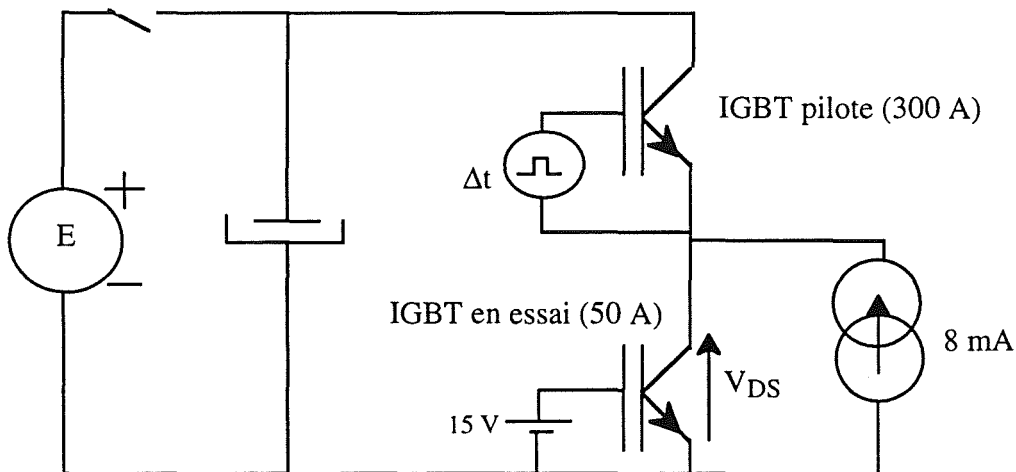 IGBT pilote (300 A)
Δt
E
+
−
IGBT en essai (50 A)
8 mA
V_DS
15 V